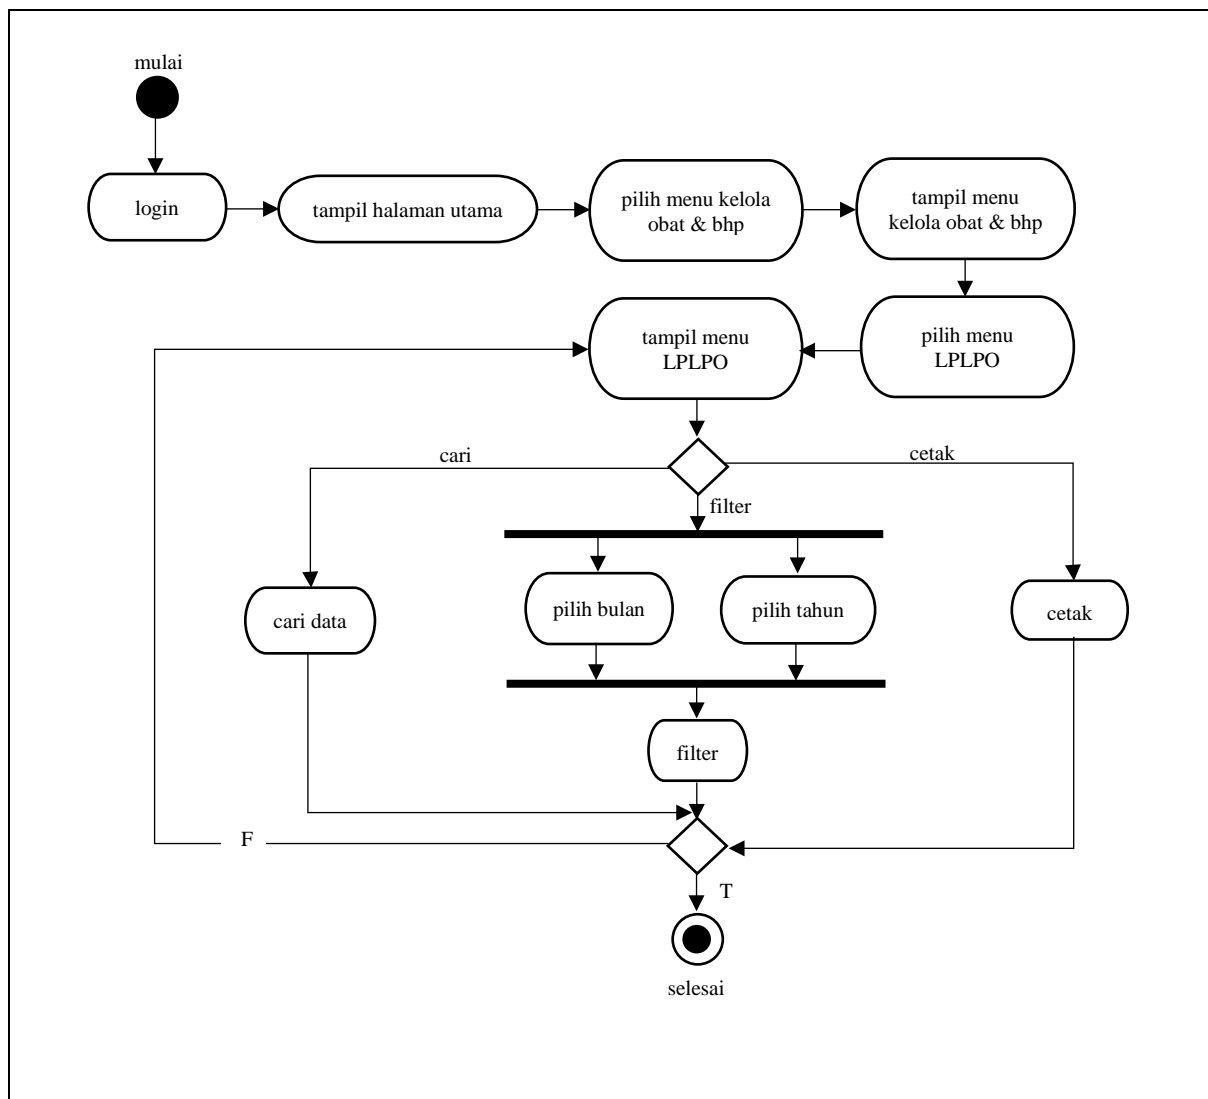 mulai
login
tampil halaman utama
pilih menu kelola
obat & bhp
tampil menu
kelola obat & bhp
tampil menu
LPLPO
pilih menu
LPLPO
cari
cetak
filter
cari data
pilih bulan
pilih tahun
cetak
filter
F
T
selesai